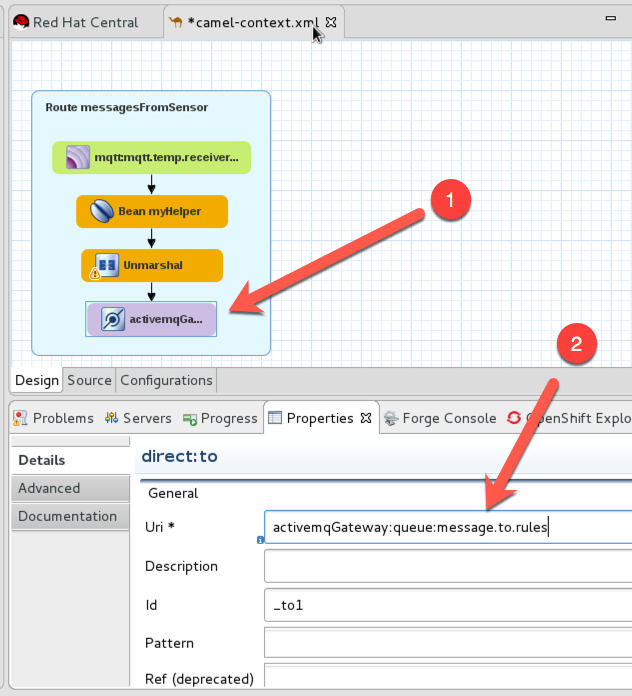 Red Hat Central
*camel-context.xml
Route messagesFromSensor
mqtt:mqtt.temp.receiver...
1
Bean myHelper
Unmarshal
activemqGa...
2
Design Source Configurations
Problems Servers Progress Properties Forge Console OpenShift Explo
Details
direct:to
Advanced
General
Documentation
Uri *
activemqGateway:queue:message.to.rules
Description
Id
_to1
Pattern
Ref (deprecated)